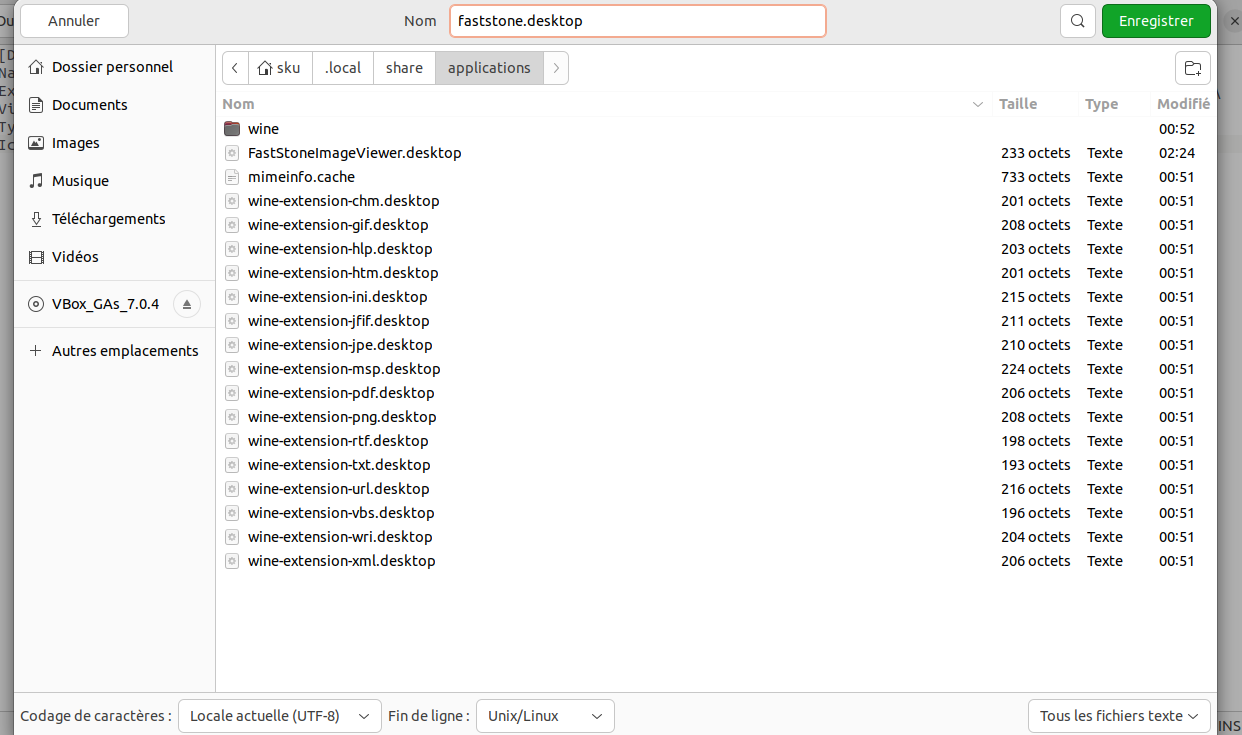 Annuler Nom faststone.desktop Enregistrer
Dossier personnel
Documents
Images
Musique
Téléchargements
Vidéos
VBox_GAs_7.0.4
Autres emplacements
sku .local share applications
Nom Taille Type Modifié
wine 00:52
FastStoneImageViewer.desktop 233 octets Texte 02:24
mimeinfo.cache 733 octets Texte 00:51
wine-extension-chm.desktop 201 octets Texte 00:51
wine-extension-gif.desktop 208 octets Texte 00:51
wine-extension-hlp.desktop 203 octets Texte 00:51
wine-extension-htm.desktop 201 octets Texte 00:51
wine-extension-ini.desktop 215 octets Texte 00:51
wine-extension-jfif.desktop 211 octets Texte 00:51
wine-extension-jpe.desktop 210 octets Texte 00:51
wine-extension-msp.desktop 224 octets Texte 00:51
wine-extension-pdf.desktop 206 octets Texte 00:51
wine-extension-png.desktop 208 octets Texte 00:51
wine-extension-rtf.desktop 198 octets Texte 00:51
wine-extension-txt.desktop 193 octets Texte 00:51
wine-extension-url.desktop 216 octets Texte 00:51
wine-extension-vbs.desktop 196 octets Texte 00:51
wine-extension-wri.desktop 204 octets Texte 00:51
wine-extension-xml.desktop 206 octets Texte 00:51
Codage de caractères : Locale actuelle (UTF-8) Fin de ligne : Unix/Linux Tous les fichiers texte
INS